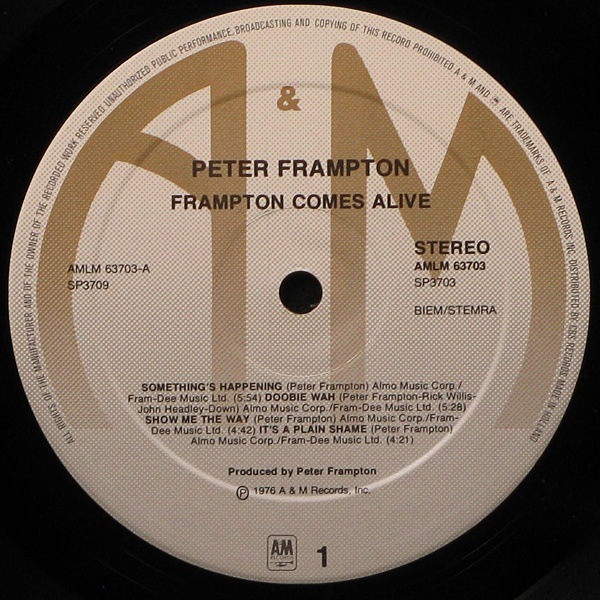 ALL RIGHTS OF THE MANUFACTURER AND OF THE OWNER OF THE RECORDED WORK RESERVED UNAUTHORIZED PUBLIC PERFORMANCE, BROADCASTING AND COPYING OF THIS RECORD PROHIBITED A & M AND AM ARE TRADEMARKS OF A & M RECORDS INC. DISTRIBUTED BY CBS RECORDS MADE IN HOLLAND
A & M
PETER FRAMPTON
FRAMPTON COMES ALIVE
STEREO
AMLM 63703-A
AMLM 63703
SP3709
SP3703
BIEM/STEMRA
SOMETHING'S HAPPENING (Peter Frampton) Almo Music Corp./
Fram-Dee Music Ltd. (5:54) DOOBIE WAH (Peter Frampton-Rick Willis-
John Headley-Down) Almo Music Corp./Fram-Dee Music Ltd. (5:28)
SHOW ME THE WAY (Peter Frampton) Almo Music Corp./Fram-
Dee Music Ltd. (4:42) IT'S A PLAIN SHAME (Peter Frampton)
Almo Music Corp./Fram-Dee Music Ltd. (4:21)
Produced by Peter Frampton
Ⓟ 1976 A & M Records, Inc.
AM
RECORDS
1